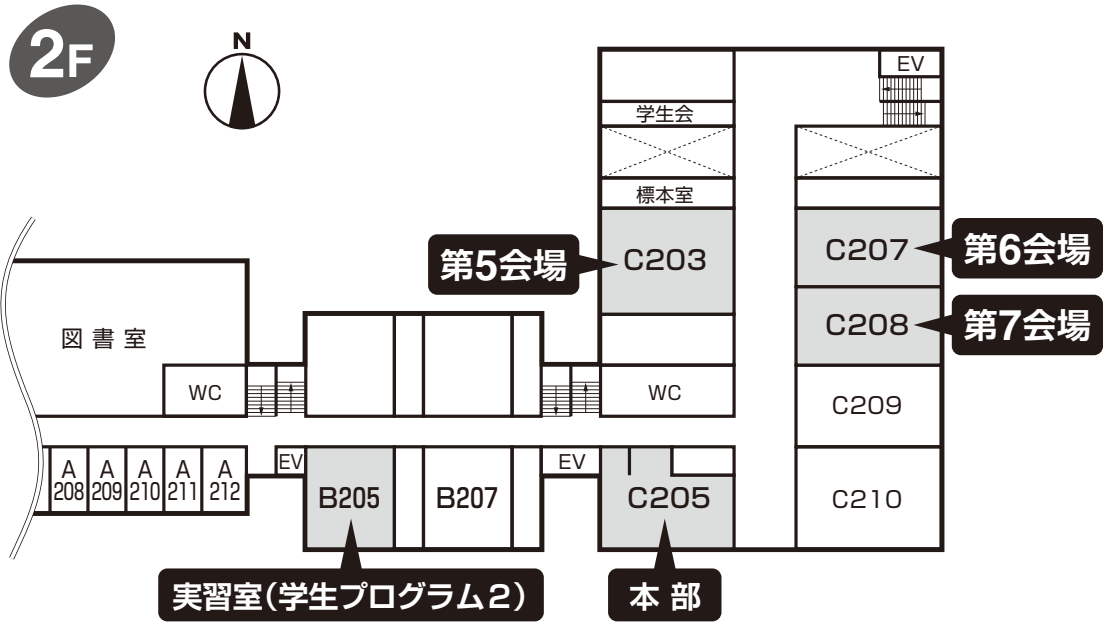 2F
N
EV
学生会
標本室
第5会場
C203
C207
第6会場
C208
第7会場
図書室
WC
WC
C209
A
208
A
209
A
210
A
211
A
212
EV
B205
B207
EV
C205
C210
実習室(学生プログラム2)
本部